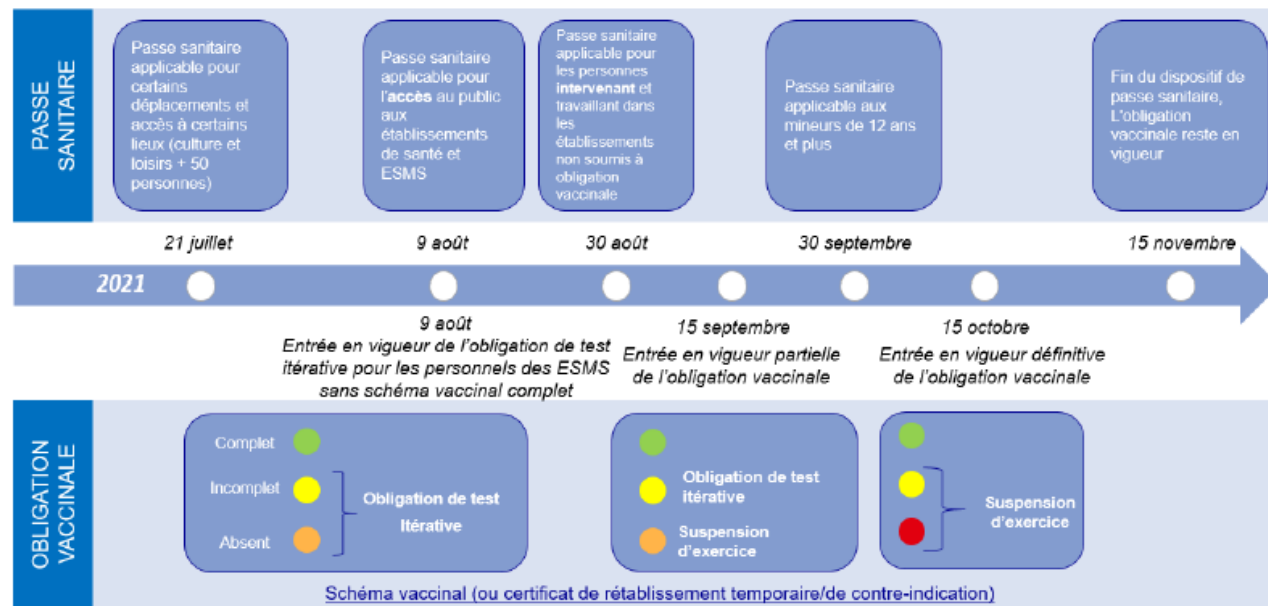 PASSE
SANITAIRE
Passe sanitaire
applicable pour
certains
déplacements et
accès à certains
lieux (culture et
loisirs + 50
personnes)
Passe sanitaire
applicable pour
l'accès au public
aux
établissements
de santé et
ESMS
Passe sanitaire
applicable pour
les personnes
intervenant et
travaillant dans
les
établissements
non soumis à
obligation
vaccinale
Passe sanitaire
applicable aux
mineurs de 12 ans
et plus
Fin du dispositif de
passe sanitaire,
L'obligation
vaccinale reste en
vigueur
21 juillet
9 août
30 août
30 septembre
15 novembre
2021
9 août
Entrée en vigueur de l'obligation de test
itérative pour les personnels des ESMS
sans schéma vaccinal complet
15 septembre
Entrée en vigueur partielle
de l'obligation vaccinale
15 octobre
Entrée en vigueur définitive
de l'obligation vaccinale
OBLIGATION
VACCINALE
Complet
Incomplet
Absent
Obligation de test
Itérative
Obligation de test
itérative
Suspension
d'exercice
Suspension
d'exercice
Schéma vaccinal (ou certificat de rétablissement temporaire/de contre-indication)